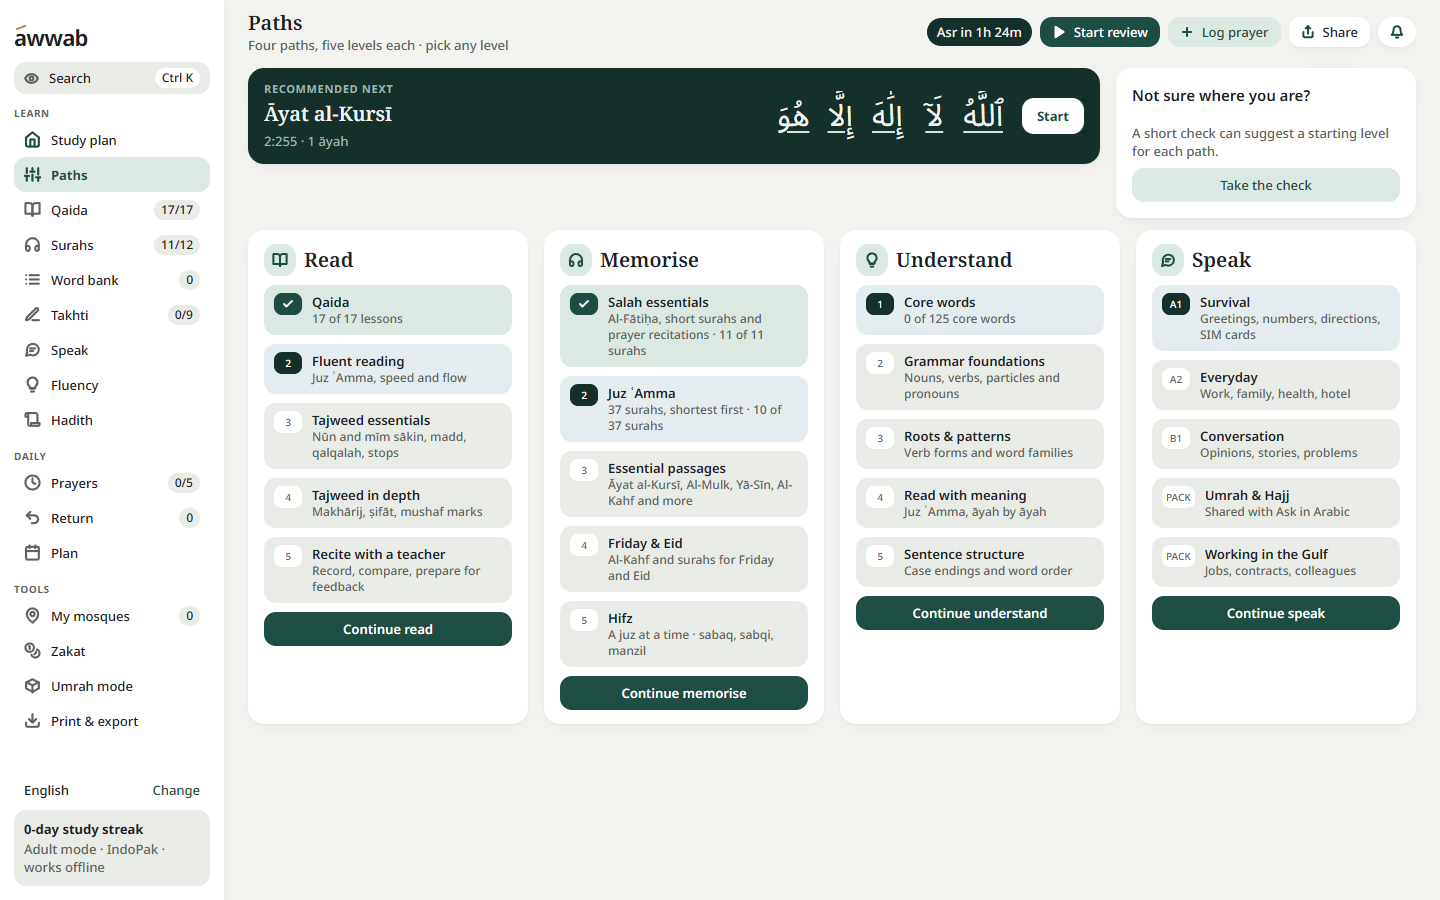 awwab
Search Ctrl K
LEARN
Study plan
Paths
Qaida 17/17
Surahs 11/12
Word bank 0
Takhti 0/9
Speak
Fluency
Hadith
DAILY
Prayers 0/5
Return 0
Plan
TOOLS
My mosques 0
Zakat
Umrah mode
Print & export
English Change
0-day study streak
Adult mode · IndoPak ·
works offline
Paths
Four paths, five levels each · pick any level
Asr in 1h 24m
Start review
Log prayer
Share
RECOMMENDED NEXT
Āyat al-Kursī
2:255 · 1 āyah
ٱللَّهُ لَآ إِلَٰهَ إِلَّا هُوَ
Start
Not sure where you are?
A short check can suggest a starting level
for each path.
Take the check
Read
Qaida
17 of 17 lessons
2 Fluent reading
Juz ʿAmma, speed and flow
3 Tajweed essentials
Nūn and mīm sākin, madd,
qalqalah, stops
4 Tajweed in depth
Makhārij, ṣifāt, mushaf marks
5 Recite with a teacher
Record, compare, prepare for
feedback
Continue read
Memorise
Salah essentials
Al-Fātiḥa, short surahs and
prayer recitations · 11 of 11
surahs
2 Juz ʿAmma
37 surahs, shortest first · 10 of
37 surahs
3 Essential passages
Āyat al-Kursī, Al-Mulk, Yā-Sīn, Al-
Kahf and more
4 Friday & Eid
Al-Kahf and surahs for Friday
and Eid
5 Hifz
A juz at a time · sabaq, sabqi,
manzil
Continue memorise
Understand
1 Core words
0 of 125 core words
2 Grammar foundations
Nouns, verbs, particles and
pronouns
3 Roots & patterns
Verb forms and word families
4 Read with meaning
Juz ʿAmma, āyah by āyah
5 Sentence structure
Case endings and word order
Continue understand
Speak
A1 Survival
Greetings, numbers, directions,
SIM cards
A2 Everyday
Work, family, health, hotel
B1 Conversation
Opinions, stories, problems
PACK Umrah & Hajj
Shared with Ask in Arabic
PACK Working in the Gulf
Jobs, contracts, colleagues
Continue speak